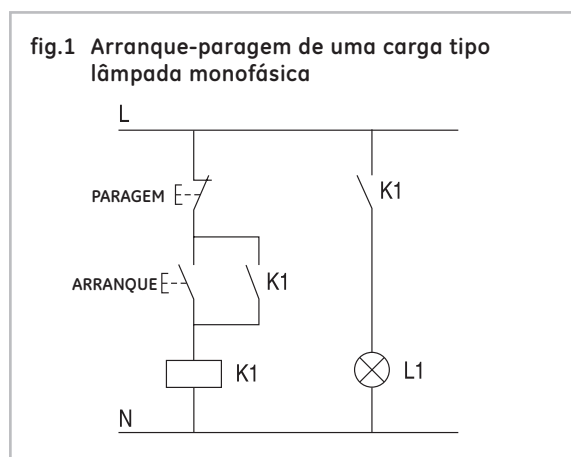 fig.1 Arranque-paragem de uma carga tipo
lâmpada monofásica
L
PARAGEM
K1
ARRANQUE
K1
K1
L1
N